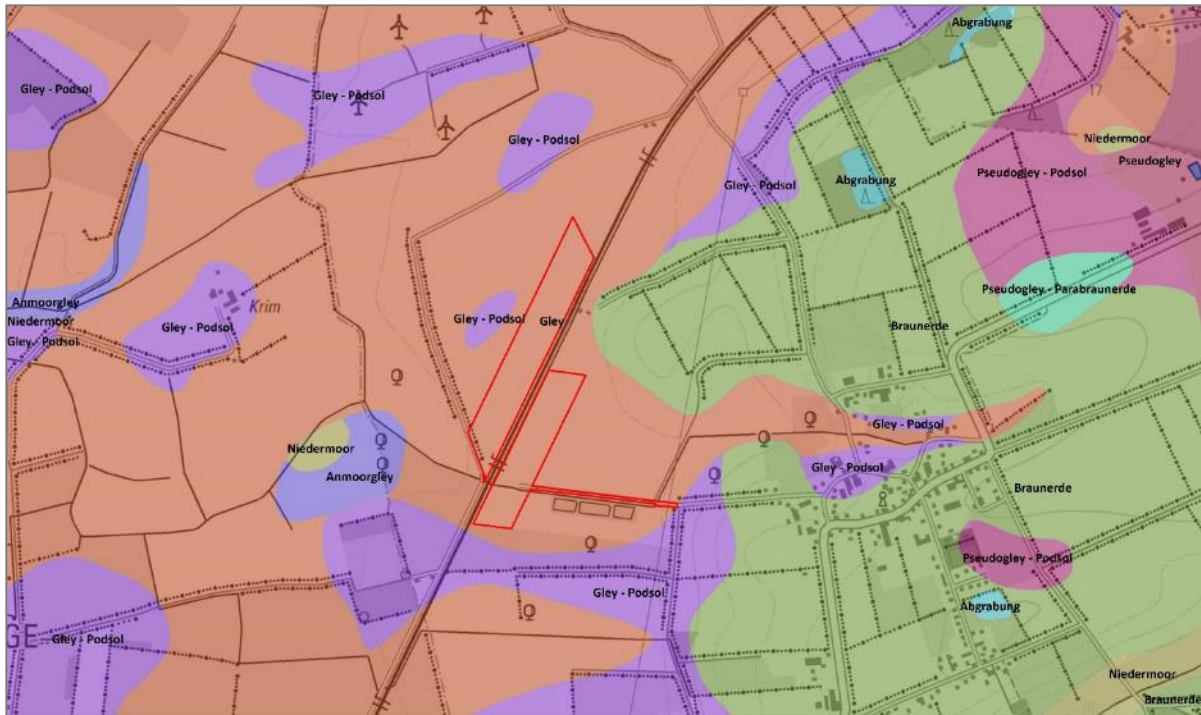 Abgrabung
Gley - Podsol
Gley - Podsol
17
Gley - Podsol
Niedermoor
Pseudogley
Gley - Podsol
Abgrabung
Pseudogley - Podsol
Pseudogley - Parabraunerde
Anmoorgley
Krim
Niedermoor
Gley - Podsol
Gley
Gley - Podsol
Braunerde
Gley - Podsol
Gley - Podsol
Niedermoor
Gley - Podsol
Anmoorgley
Braunerde
Pseudogley - Podsol
Gley - Podsol
Abgrabung
GE
Gley - Podsol
Niedermoor
Braunerde